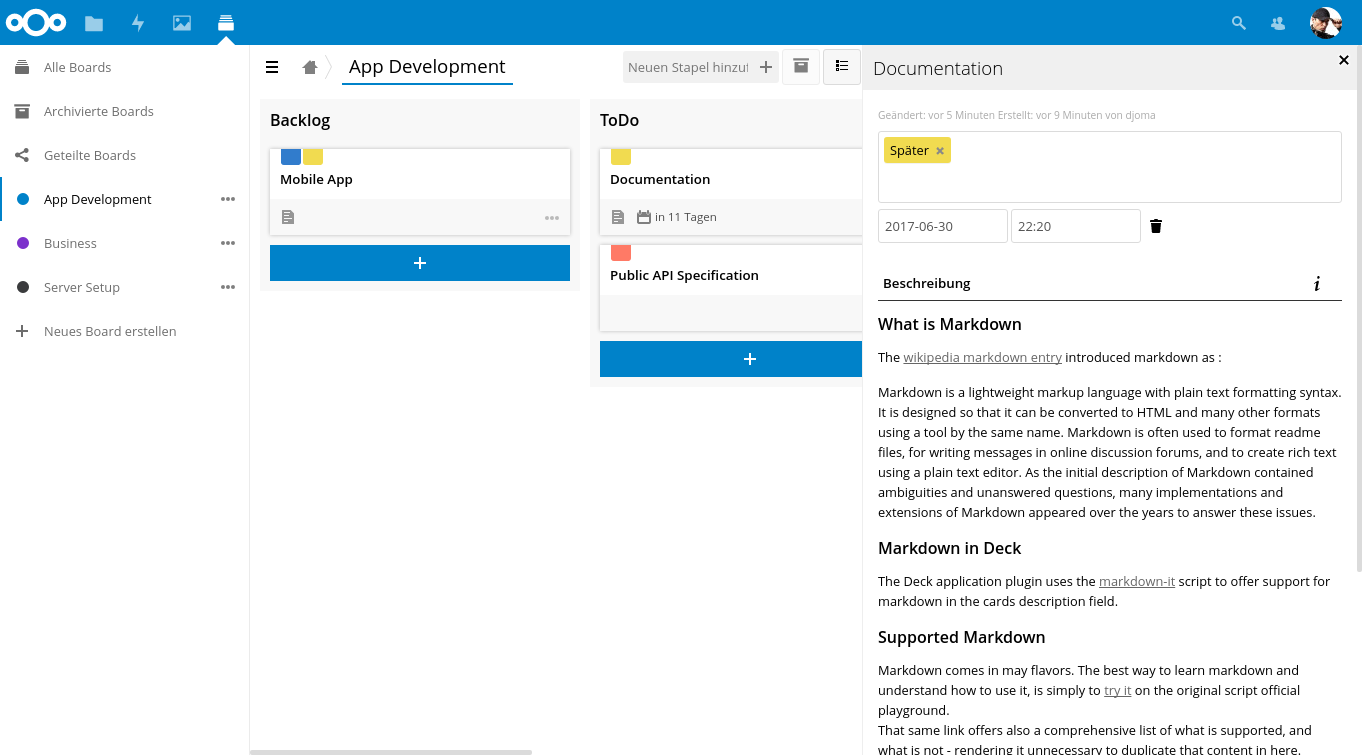 Alle Boards
Archivierte Boards
Geteilte Boards
App Development
Business
Server Setup
Neues Board erstellen
App Development
Neuen Stapel hinzuf
Backlog
Mobile App
ToDo
Documentation
in 11 Tagen
Public API Specification
Documentation
Geändert: vor 5 Minuten Erstellt: vor 9 Minuten von djoma
Später
2017-06-30 22:20
Beschreibung
What is Markdown
The wikipedia markdown entry introduced markdown as :
Markdown is a lightweight markup language with plain text formatting syntax.
It is designed so that it can be converted to HTML and many other formats
using a tool by the same name. Markdown is often used to format readme
files, for writing messages in online discussion forums, and to create rich text
using a plain text editor. As the initial description of Markdown contained
ambiguities and unanswered questions, many implementations and
extensions of Markdown appeared over the years to answer these issues.
Markdown in Deck
The Deck application plugin uses the markdown-it script to offer support for
markdown in the cards description field.
Supported Markdown
Markdown comes in may flavors. The best way to learn markdown and
understand how to use it, is simply to try it on the original script official
playground.
That same link offers also a comprehensive list of what is supported, and
what is not - rendering it unnecessary to duplicate that content in here.